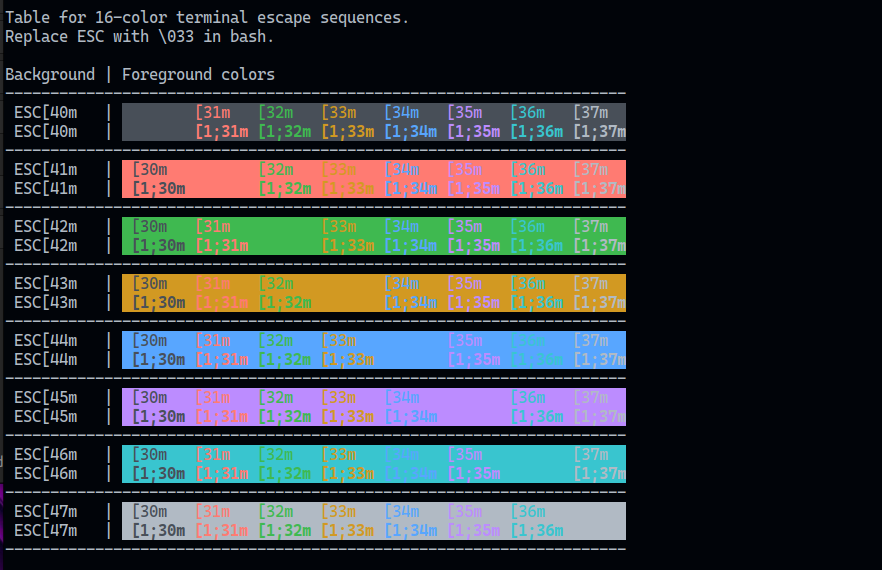 Table for 16-color terminal escape sequences.
Replace ESC with \033 in bash.
Background | Foreground colors
---------------------------------------------------------------------
ESC[40m | [31m [32m [33m [34m [35m [36m [37m
ESC[40m | [1;31m [1;32m [1;33m [1;34m [1;35m [1;36m [1;37m
---------------------------------------------------------------------
ESC[41m | [30m [32m [33m [34m [35m [36m [37m
ESC[41m | [1;30m [1;32m [1;33m [1;34m [1;35m [1;36m [1;37m
---------------------------------------------------------------------
ESC[42m | [30m [31m [33m [34m [35m [36m [37m
ESC[42m | [1;30m [1;31m [1;33m [1;34m [1;35m [1;36m [1;37m
---------------------------------------------------------------------
ESC[43m | [30m [31m [32m [34m [35m [36m [37m
ESC[43m | [1;30m [1;31m [1;32m [1;34m [1;35m [1;36m [1;37m
---------------------------------------------------------------------
ESC[44m | [30m [31m [32m [33m [35m [36m [37m
ESC[44m | [1;30m [1;31m [1;32m [1;33m [1;35m [1;36m [1;37m
---------------------------------------------------------------------
ESC[45m | [30m [31m [32m [33m [34m [36m [37m
ESC[45m | [1;30m [1;31m [1;32m [1;33m [1;34m [1;36m [1;37m
---------------------------------------------------------------------
ESC[46m | [30m [31m [32m [33m [34m [35m [37m
ESC[46m | [1;30m [1;31m [1;32m [1;33m [1;34m [1;35m [1;37m
---------------------------------------------------------------------
ESC[47m | [30m [31m [32m [33m [34m [35m [36m
ESC[47m | [1;30m [1;31m [1;32m [1;33m [1;34m [1;35m [1;36m
---------------------------------------------------------------------